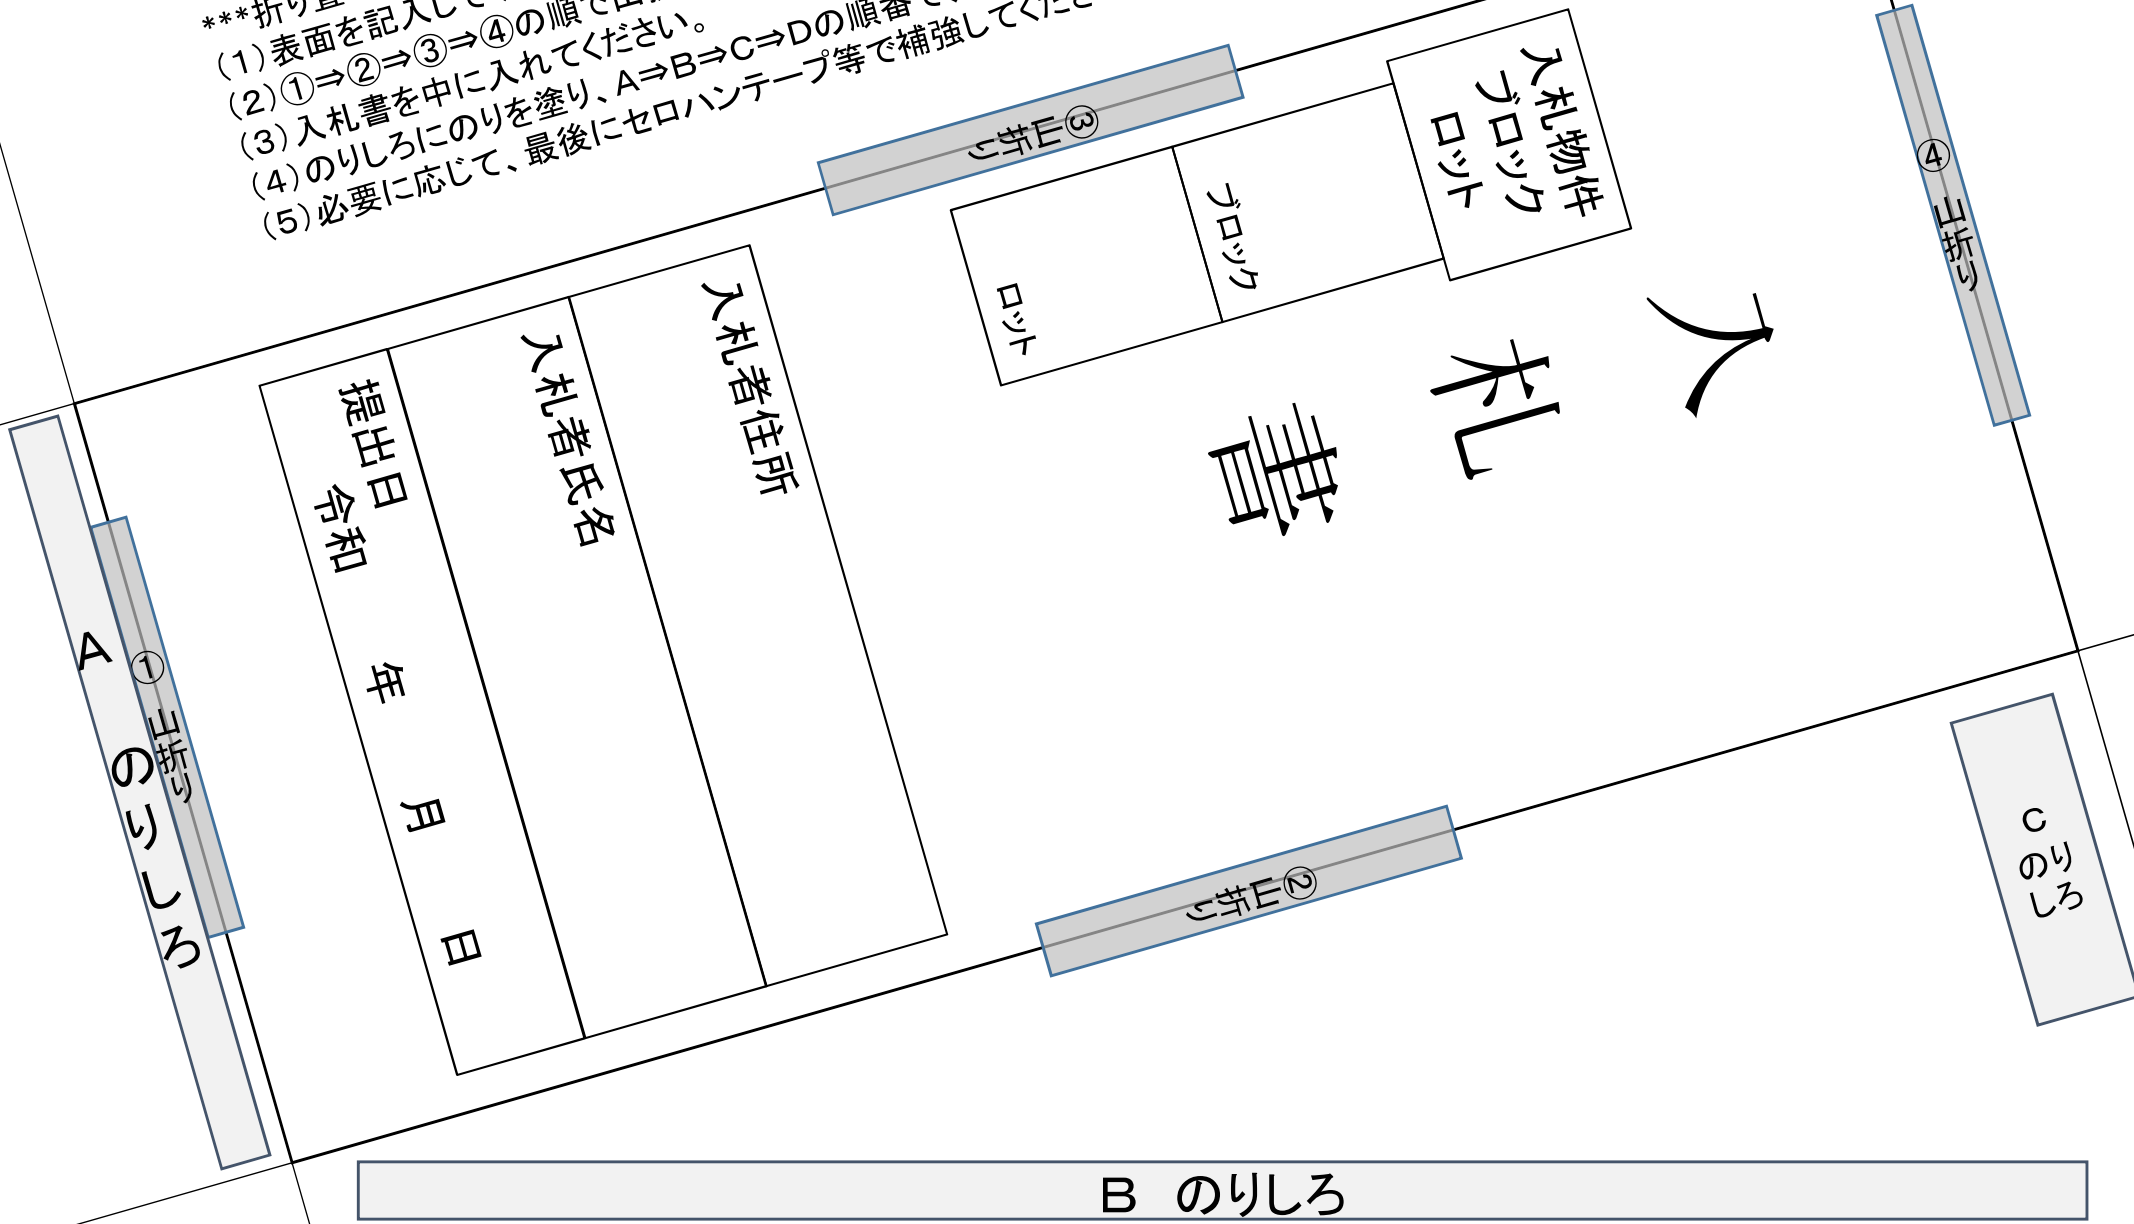 ***折り
(1)表面を記入して
(2)①⇒②⇒③⇒④の順で山
(3)入札書を中に入れてください。
(4)のりしろにのりを塗り、A⇒B⇒C⇒Dの順番で
(5)必要に応じて、最後にセロハンテープ等で補強してくださ
③山折り
④ 山折り
入札物件
ブロック
ロット
ブロック
ロット
入札書
入札者住所
入札者氏名
提出日
令和 年 月 日
① 山折り
A のりしろ
②山折り
C
のり
しろ
B のりしろ